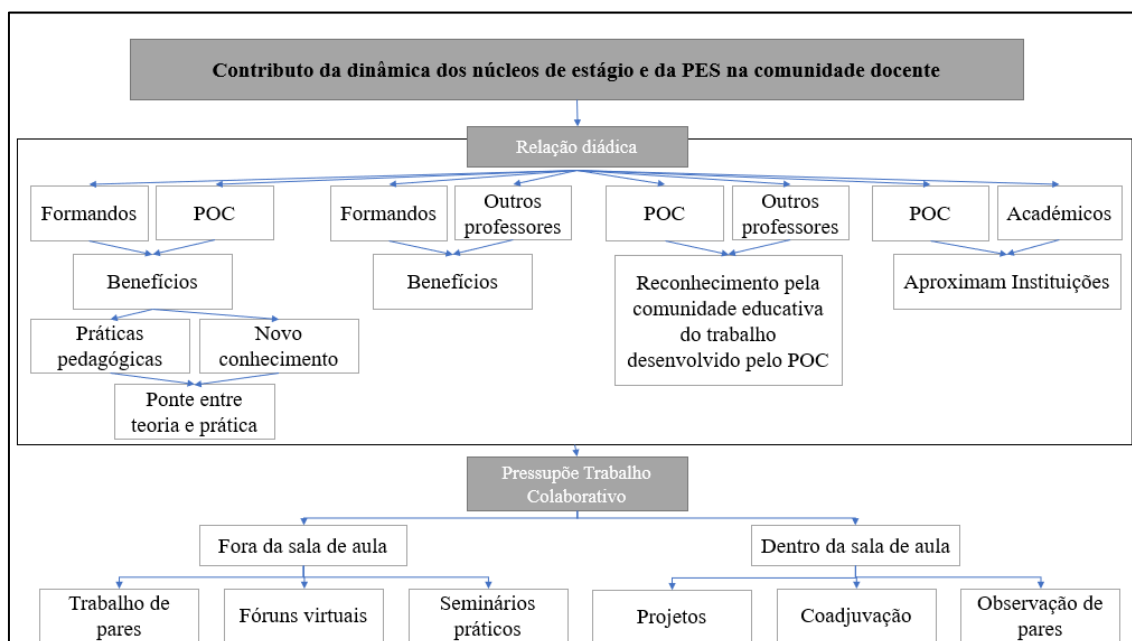 Contributo da dinâmica dos núcleos de estágio e da PES na comunidade docente
Relação diádica
Formandos
POC
Formandos
Outros
professores
POC
Outros
professores
POC
Académicos
Benefícios
Benefícios
Reconhecimento pela
comunidade educativa
do trabalho
desenvolvido pelo POC
Aproximam Instituições
Práticas
pedagógicas
Novo
conhecimento
Ponte entre
teoria e prática
Pressupõe Trabalho
Colaborativo
Fora da sala de aula
Dentro da sala de aula
Trabalho de
pares
Fóruns virtuais
Seminários
práticos
Projetos
Coadjuvação
Observação de
pares